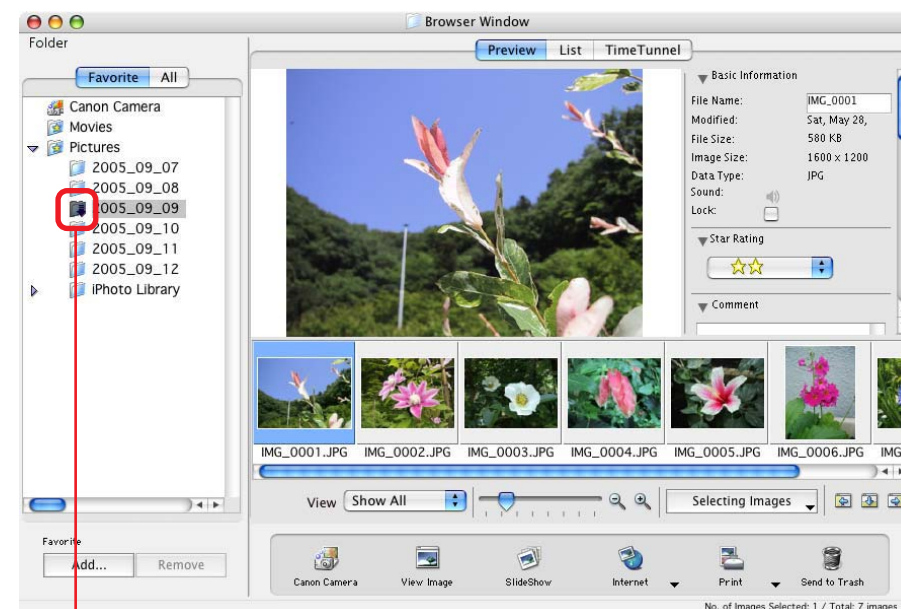 Browser Window
Folder
Favorite All
Canon Camera
Movies
Pictures
2005_09_07
2005_09_08
2005_09_09
2005_09_10
2005_09_11
2005_09_12
iPhoto Library
Favorite
Add... Remove
Preview List TimeTunnel
Basic Information
File Name: IMG_0001
Modified: Sat, May 28,
File Size: 580 KB
Image Size: 1600 x 1200
Data Type: JPG
Sound:
Lock:
Star Rating
Comment
IMG_0001.JPG IMG_0002.JPG IMG_0003.JPG IMG_0004.JPG IMG_0005.JPG IMG_0006.JPG IMG
View Show All Selecting Images
Canon Camera View Image SlideShow Internet Print Send to Trash
No. of Images Selected: 1 / Total: 7 images